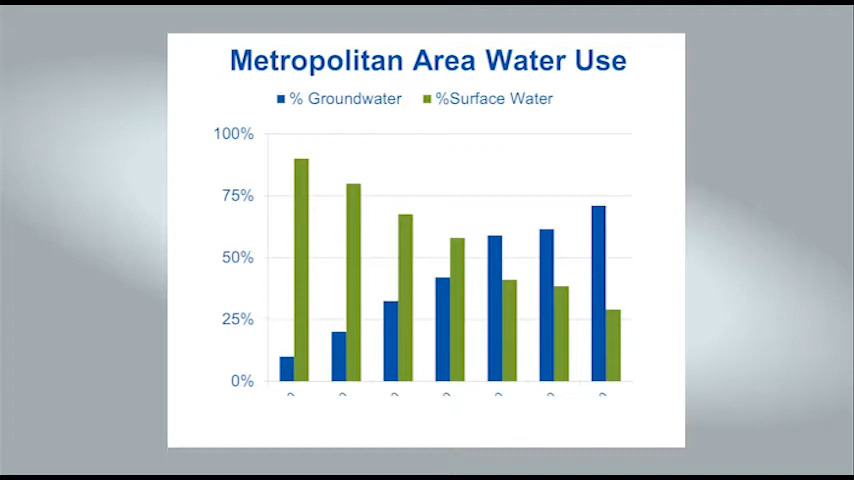 Metropolitan Area Water Use
% Groundwater %Surface Water
100%
75%
50%
25%
0%